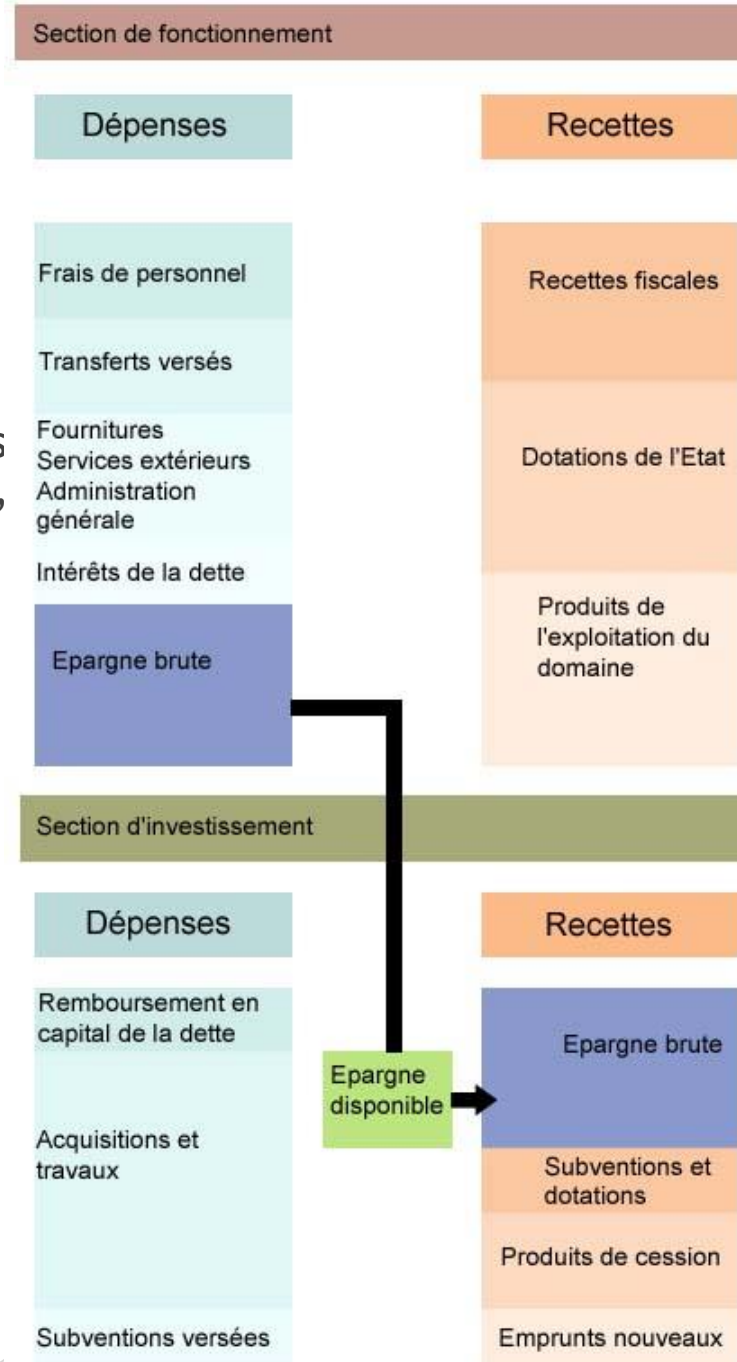 Section de fonctionnement
Dépenses
Recettes
Frais de personnel
Transferts versés
Fournitures
Services extérieurs
Administration
générale
Intérêts de la dette
Epargne brute
Recettes fiscales
Dotations de l'Etat
Produits de
l'exploitation du
domaine
s
,
Section d'investissement
Dépenses
Recettes
Remboursement en
capital de la dette
Acquisitions et
travaux
Subventions versées
Epargne
disponible
Epargne brute
Subventions et
dotations
Produits de cession
Emprunts nouveaux